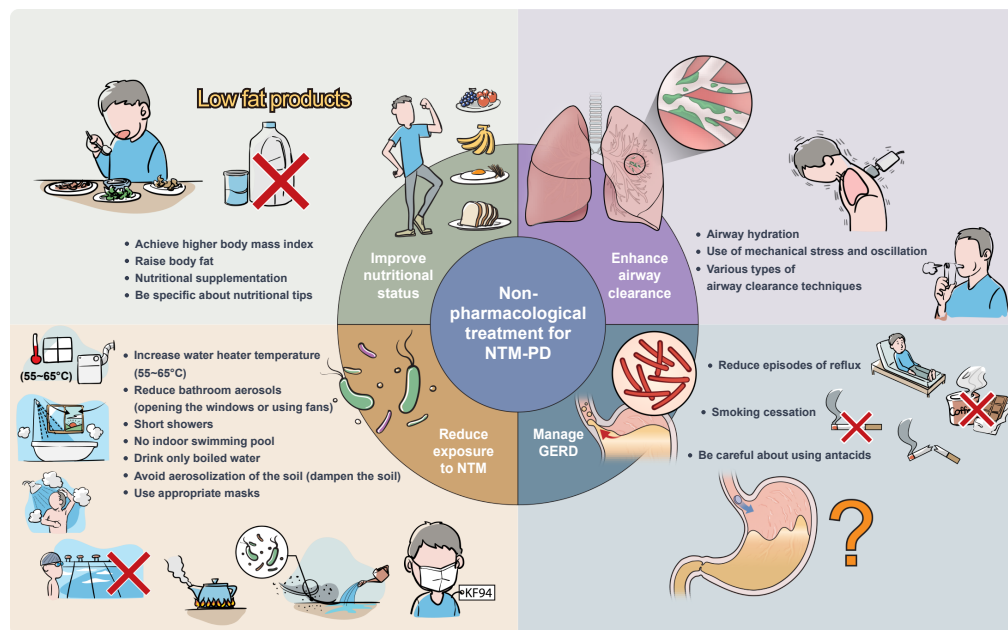 Low fat products
• Achieve higher body mass index
• Raise body fat
• Nutritional supplementation
• Be specific about nutritional tips
Improve
nutritional
status
Enhance
airway
clearance
• Airway hydration
• Use of mechanical stress and oscillation
• Various types of
airway clearance techniques
Non-
pharmacological
treatment for
NTM-PD
(55~65°C)
• Increase water heater temperature
(55~65°C)
• Reduce bathroom aerosols
(opening the windows or using fans)
• Short showers
• No indoor swimming pool
• Drink only boiled water
• Avoid aerosolization of the soil (dampen the soil)
• Use appropriate masks
Reduce
exposure
to NTM
Manage
GERD
• Reduce episodes of reflux
• Smoking cessation
• Be careful about using antacids
?
KF94